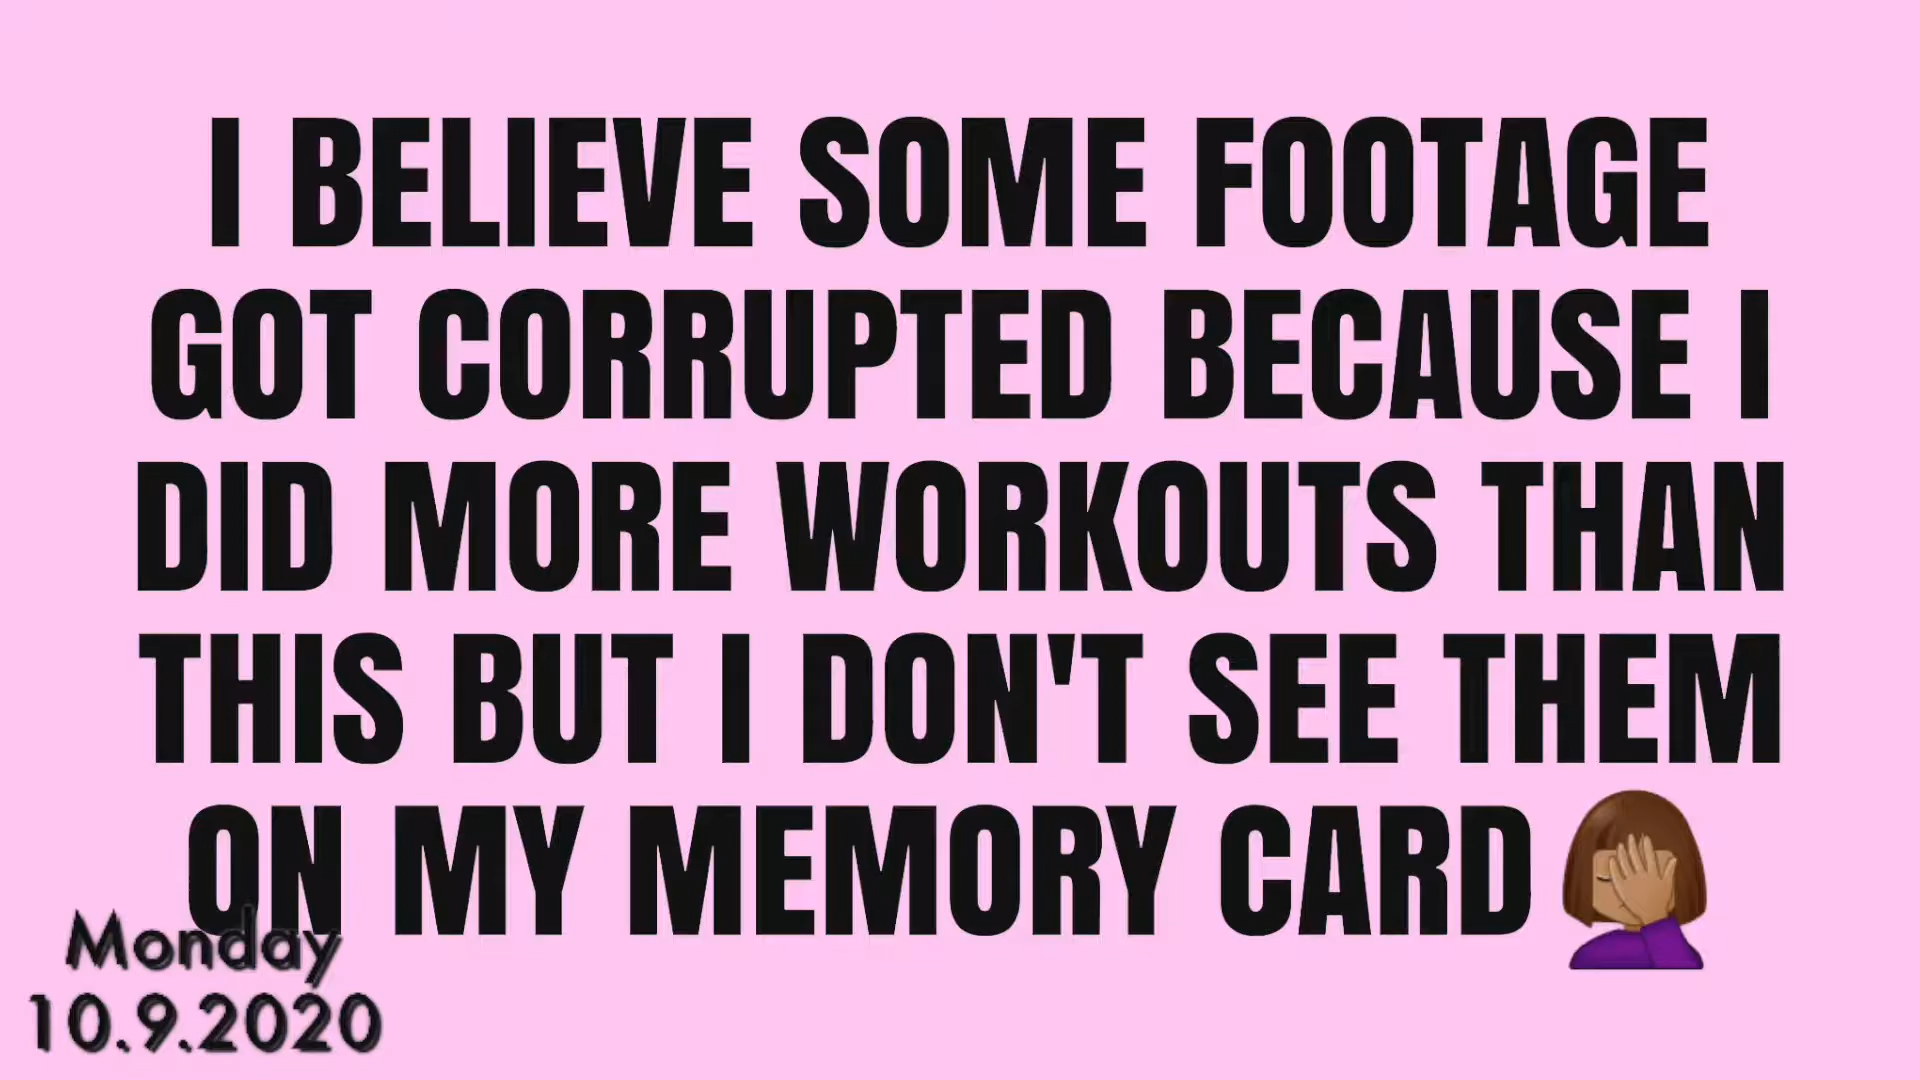 I BELIEVE SOME FOOTAGE
GOT CORRUPTED BECAUSE I
DID MORE WORKOUTS THAN
THIS BUT I DON'T SEE THEM
ON MY MEMORY CARD🤦🏽‍♀️
Monday
10.9.2020